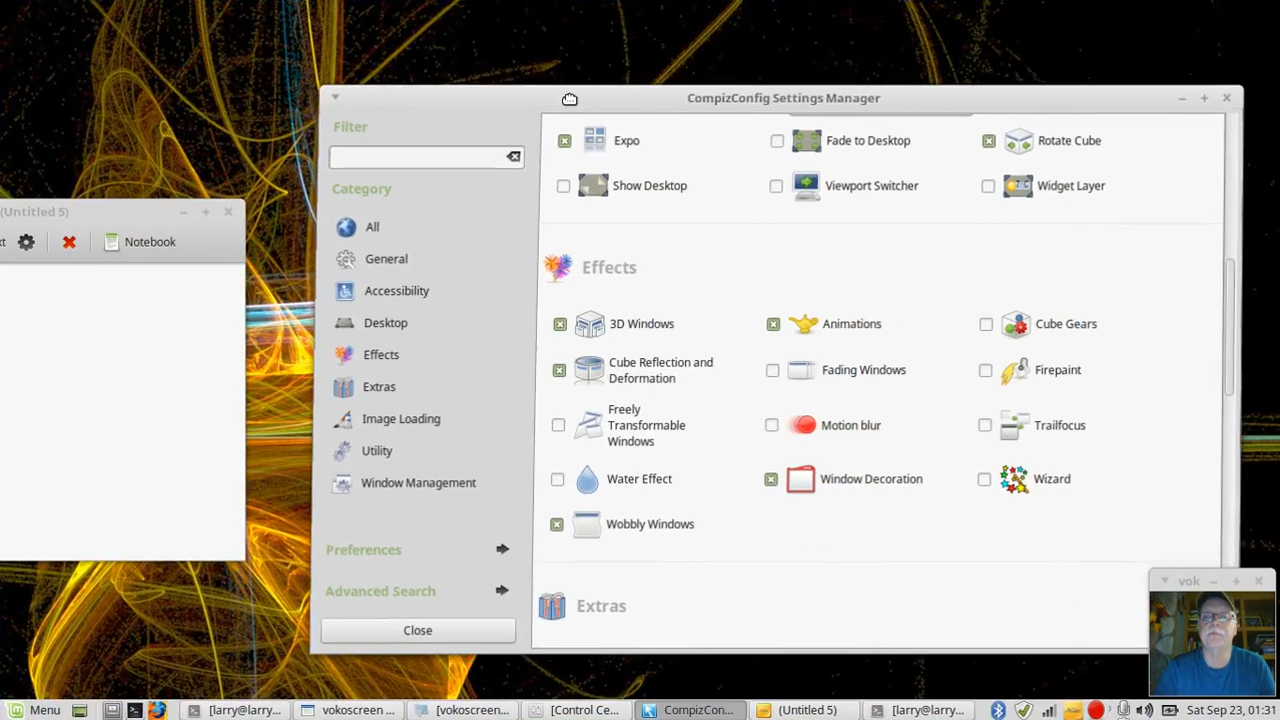 CompizConfig Settings Manager
Filter
Expo
Fade to Desktop
Rotate Cube
Category
Show Desktop
Viewport Switcher
Widget Layer
(Untitled 5)
All
xt
Notebook
General
Effects
Accessibility
Desktop
3D Windows
Animations
Cube Gears
Effects
Cube Reflection and
Deformation
Fading Windows
Firepaint
Extras
Image Loading
Freely
Transformable
Windows
Motion blur
Trailfocus
Utility
Window Management
Water Effect
Window Decoration
Wizard
Wobbly Windows
Preferences
Advanced Search
Extras
vok
Close
Menu
[larry@larry...
vokoscreen ...
[vokoscreen...
[Control Ce...
CompizCon...
(Untitled 5)
[larry@larry...
Sat Sep 23, 01:31